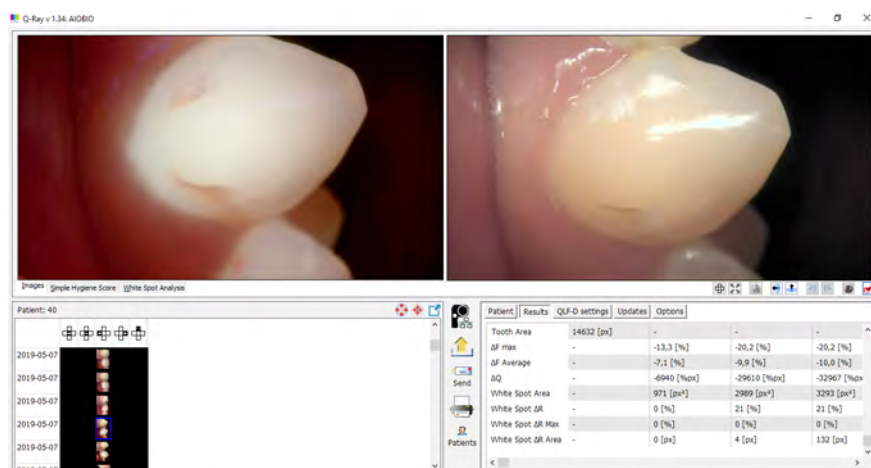 Q-Ray v 1.34: AIOBIO
Images Simple Hygiene Score White Spot Analysis
Patient: 40
2019-05-07
2019-05-07
2019-05-07
2019-05-07
2019-05-07
Send
Patients
Patient Results QLF-D settings Updates Options
Tooth Area 14632 [px] - - -
ΔF max - -13,3 [%] -20,2 [%] -20,2 [%]
ΔF Average - -7,1 [%] -9,9 [%] -10,0 [%]
ΔQ - -6940 [%px] -29610 [%px] -32967 [%px
White Spot Area - 971 [px²] 2989 [px²] 3293 [px²]
White Spot ΔR - 0 [%] 21 [%] 21 [%]
White Spot ΔR Max - 0 [%] 0 [%] 0 [%]
White Spot ΔR Area - 0 [px] 4 [px] 132 [px]